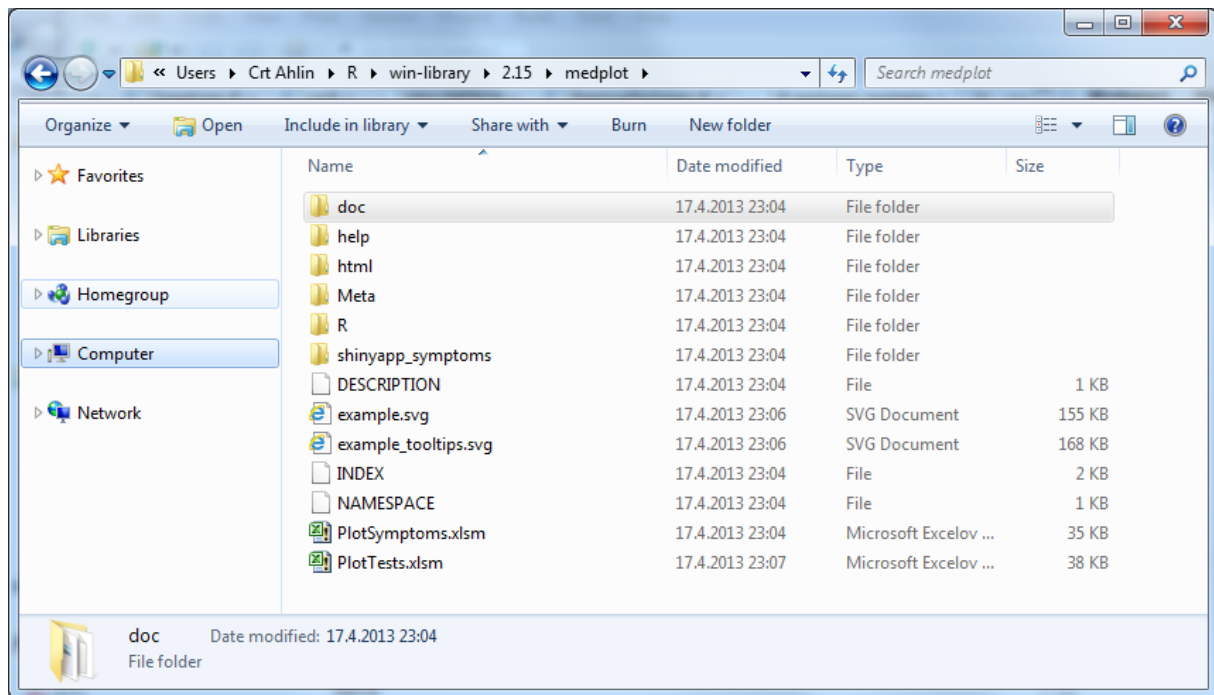 « Users ▸ Crt Ahlin ▸ R ▸ win-library ▸ 2.15 ▸ medplot ▸ Search medplot
Organize Open Include in library Share with Burn New folder
Name Date modified Type Size
Favorites
Libraries
Homegroup
Computer
Network
doc 17.4.2013 23:04 File folder
help 17.4.2013 23:04 File folder
html 17.4.2013 23:04 File folder
Meta 17.4.2013 23:04 File folder
R 17.4.2013 23:04 File folder
shinyapp_symptoms 17.4.2013 23:04 File folder
DESCRIPTION 17.4.2013 23:04 File 1 KB
example.svg 17.4.2013 23:06 SVG Document 155 KB
example_tooltips.svg 17.4.2013 23:06 SVG Document 168 KB
INDEX 17.4.2013 23:04 File 2 KB
NAMESPACE 17.4.2013 23:04 File 1 KB
PlotSymptoms.xlsm 17.4.2013 23:04 Microsoft Excelov ... 35 KB
PlotTests.xlsm 17.4.2013 23:07 Microsoft Excelov ... 38 KB
doc Date modified: 17.4.2013 23:04
File folder